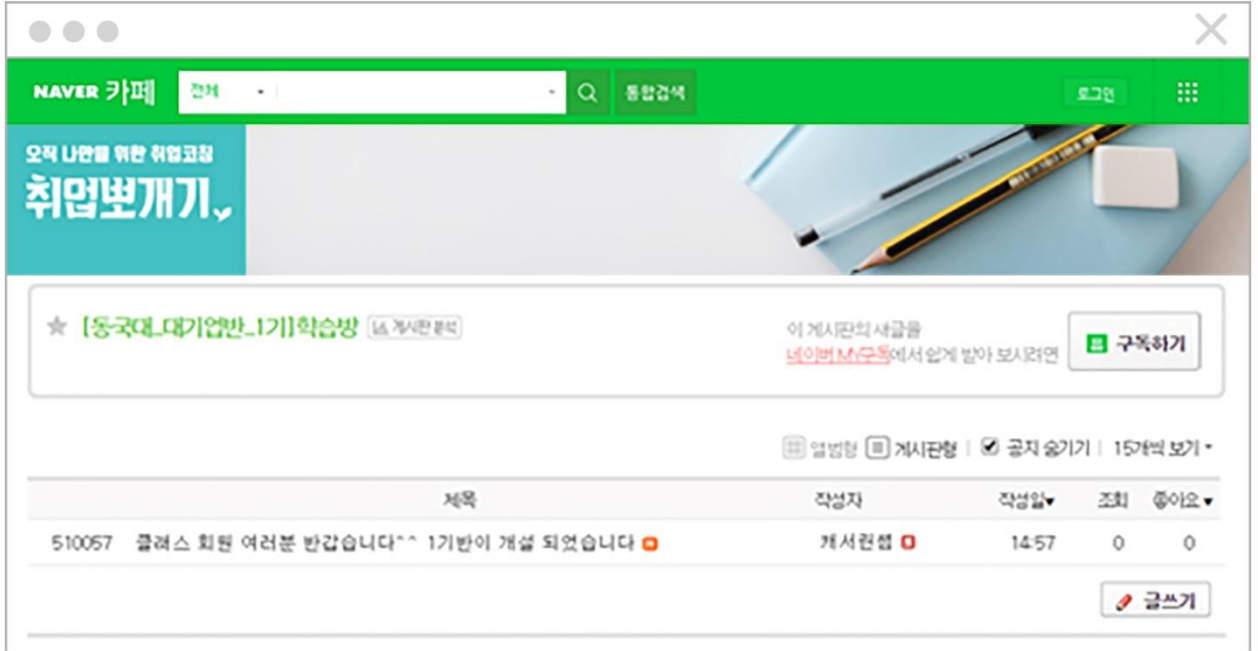 NAVER 카페 전체 통합검색 로그인
오직 나만을 위한 취업코칭
취업뽀개기
[동국대_대기업반_1기]학습방 게시판 분석
이 게시판의 새글을
네이버 MY구독에서 쉽게 받아 보시려면
구독하기
앨범형 게시판형 | 공지 숨기기 | 15개씩 보기
제목 작성자 작성일▼ 조회 좋아요▼
510057 클래스 회원 여러분 반갑습니다^^ 1기반이 개설 되었습니다 캐서린쌤 14:57 0 0
글쓰기